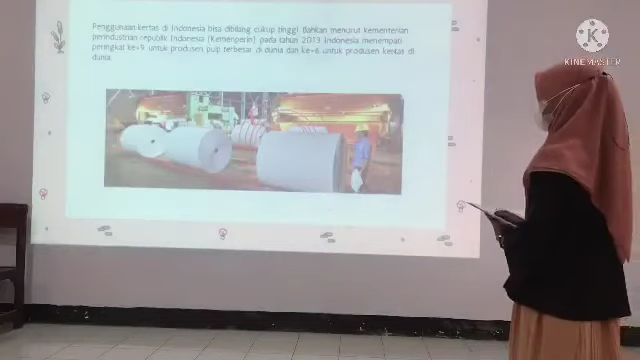 Penggunaan kertas di Indonesia bisa dibilang cukup tinggi. Bahkan menurut kementerian
perindustrian republik Indonesia (Kemenperin) pada tahun 2013 Indonesia menempati
peringkat ke-9 untuk produsen pulp terbesar di dunia dan ke-6 untuk produsen kertas di
dunia.
K
KINEMASTER